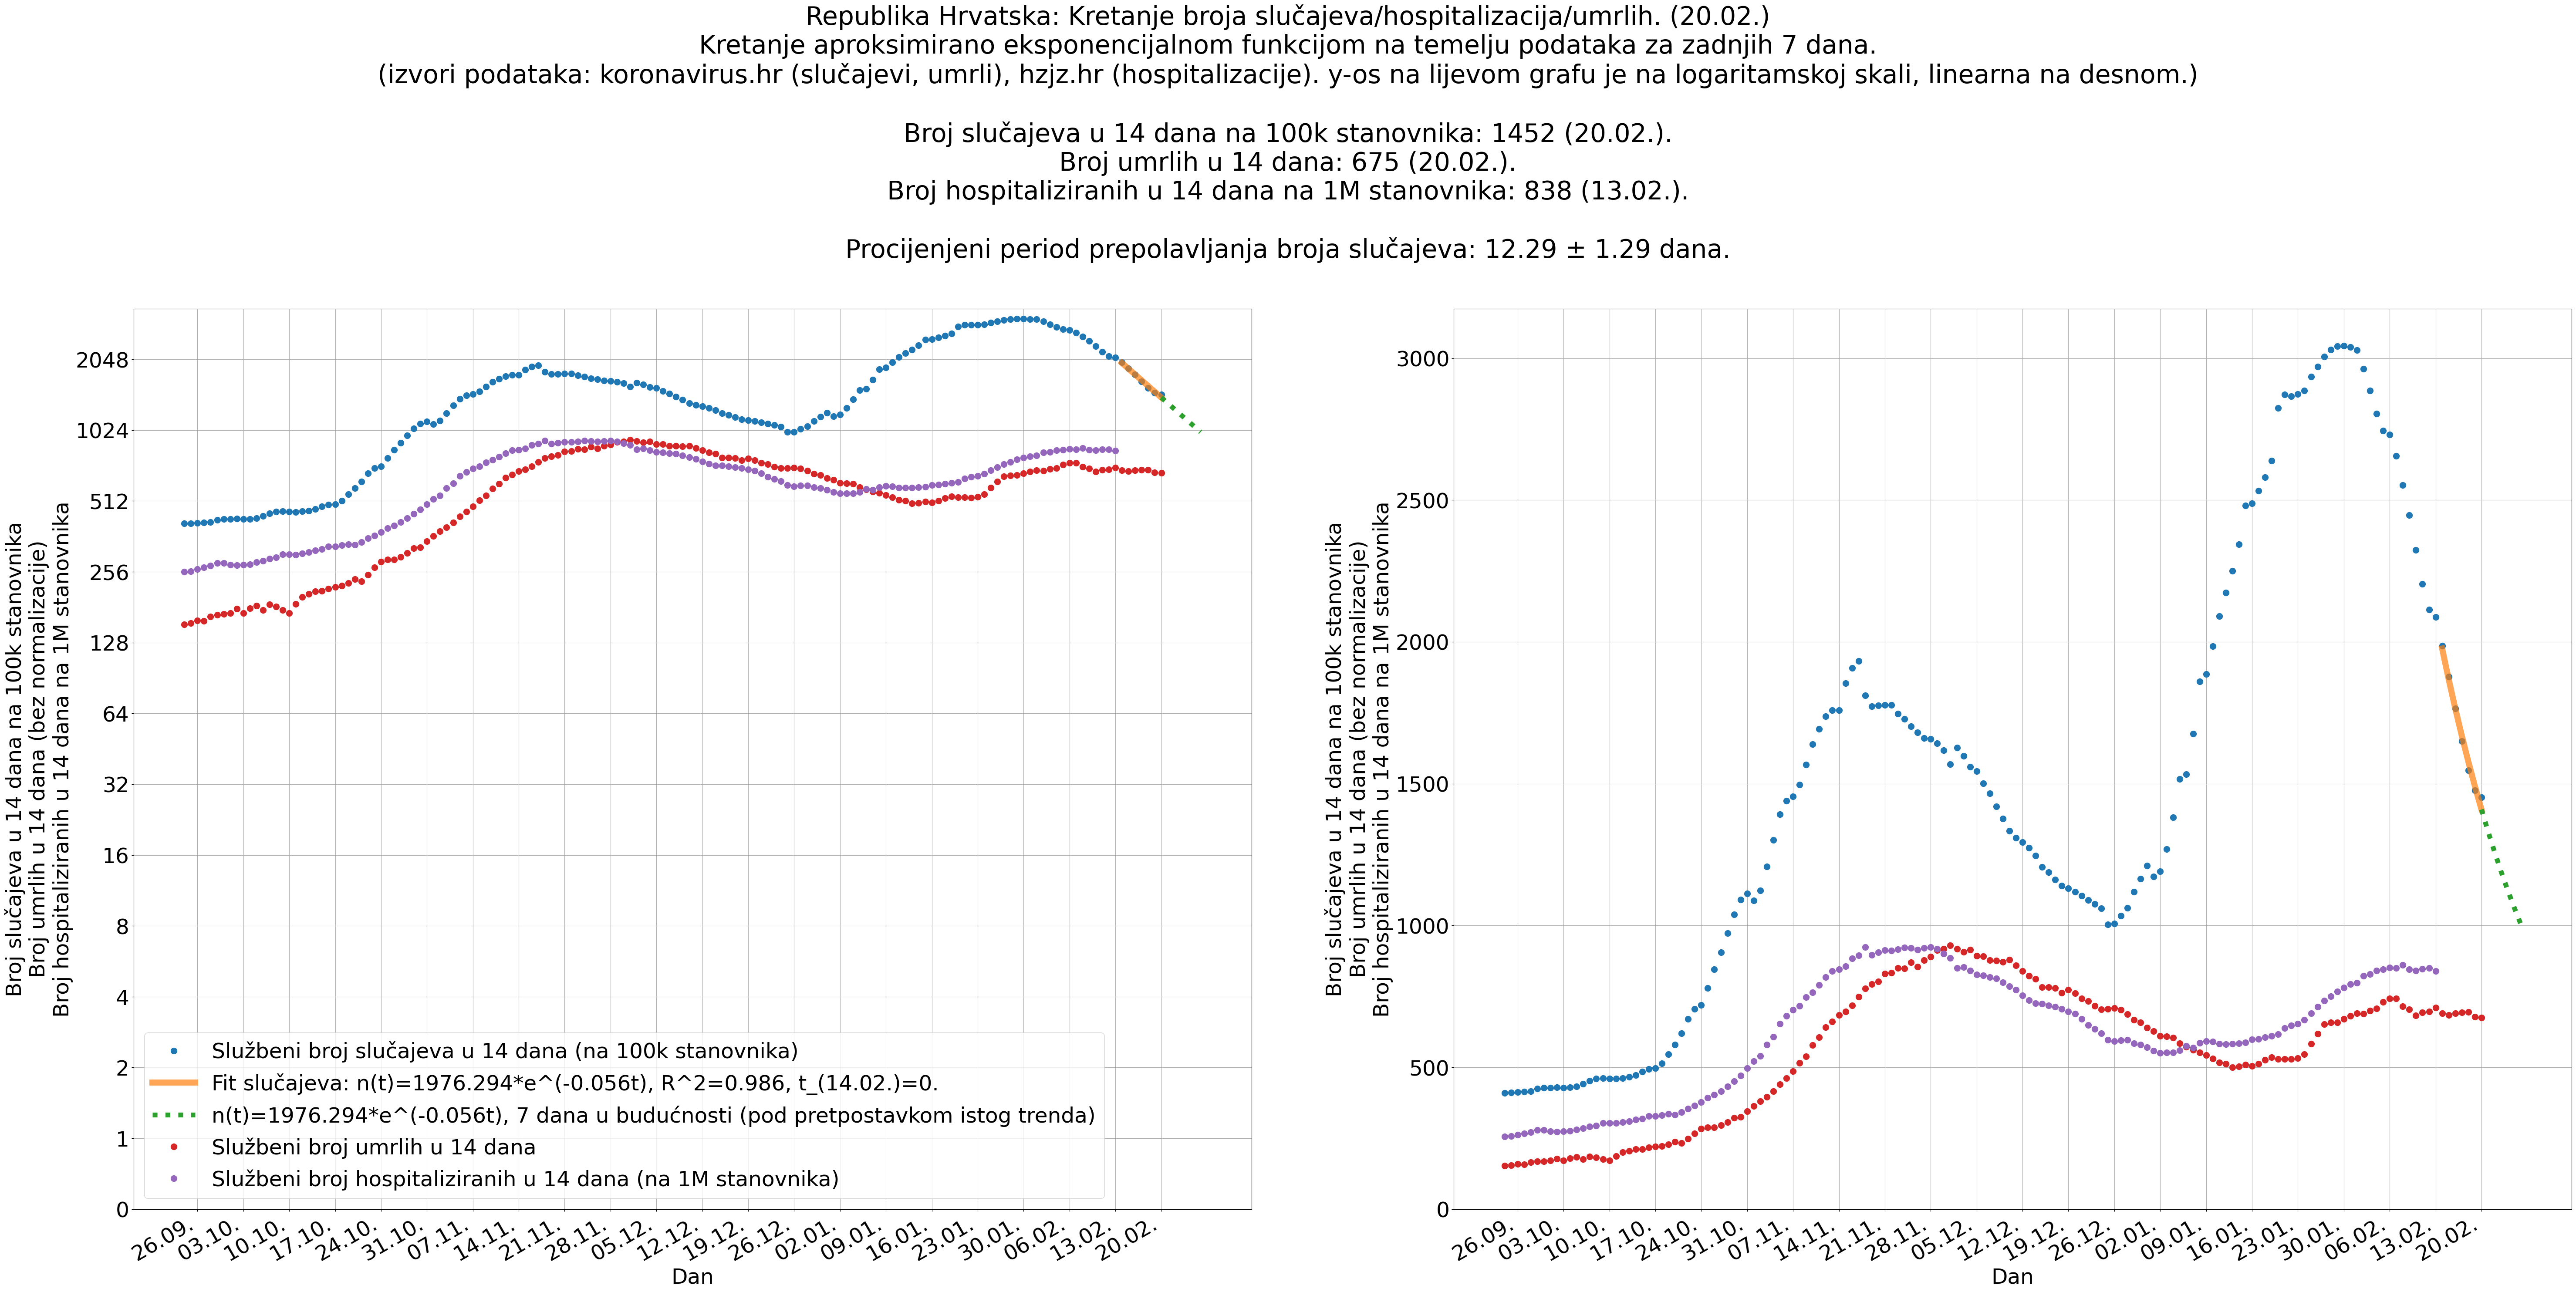 Republika Hrvatska: Kretanje broja slučajeva/hospitalizacija/umrlih. (20.02.)
Kretanje aproksimirano eksponencijalnom funkcijom na temelju podataka za zadnjih 7 dana.
(izvori podataka: koronavirus.hr (slučajevi, umrli), hzjz.hr (hospitalizacije). y-os na lijevom grafu je na logaritamskoj skali, linearna na desnom.)
Broj slučajeva u 14 dana na 100k stanovnika: 1452 (20.02.).
Broj umrlih u 14 dana: 675 (20.02.).
Broj hospitaliziranih u 14 dana na 1M stanovnika: 838 (13.02.).
Procijenjeni period prepolavljanja broja slučajeva: 12.29 ± 1.29 dana.
Broj slučajeva u 14 dana na 100k stanovnika
Broj umrlih u 14 dana (bez normalizacije)
Broj hospitaliziranih u 14 dana na 1M stanovnika
2048
1024
512
256
128
64
32
16
8
4
2
1
0
Službeni broj slučajeva u 14 dana (na 100k stanovnika)
Fit slučajeva: n(t)=1976.294*e^(-0.056t), R^2=0.986, t_(14.02.)=0.
n(t)=1976.294*e^(-0.056t), 7 dana u budućnosti (pod pretpostavkom istog trenda)
Službeni broj umrlih u 14 dana
Službeni broj hospitaliziranih u 14 dana (na 1M stanovnika)
26.09. 03.10. 10.10. 17.10. 24.10. 31.10. 07.11. 14.11. 21.11. 28.11. 05.12. 12.12. 19.12. 26.12. 02.01. 09.01. 16.01. 23.01. 30.01. 06.02. 13.02. 20.02.
Dan
Broj slučajeva u 14 dana na 100k stanovnika
Broj umrlih u 14 dana (bez normalizacije)
Broj hospitaliziranih u 14 dana na 1M stanovnika
3000
2500
2000
1500
1000
500
0
26.09. 03.10. 10.10. 17.10. 24.10. 31.10. 07.11. 14.11. 21.11. 28.11. 05.12. 12.12. 19.12. 26.12. 02.01. 09.01. 16.01. 23.01. 30.01. 06.02. 13.02. 20.02.
Dan